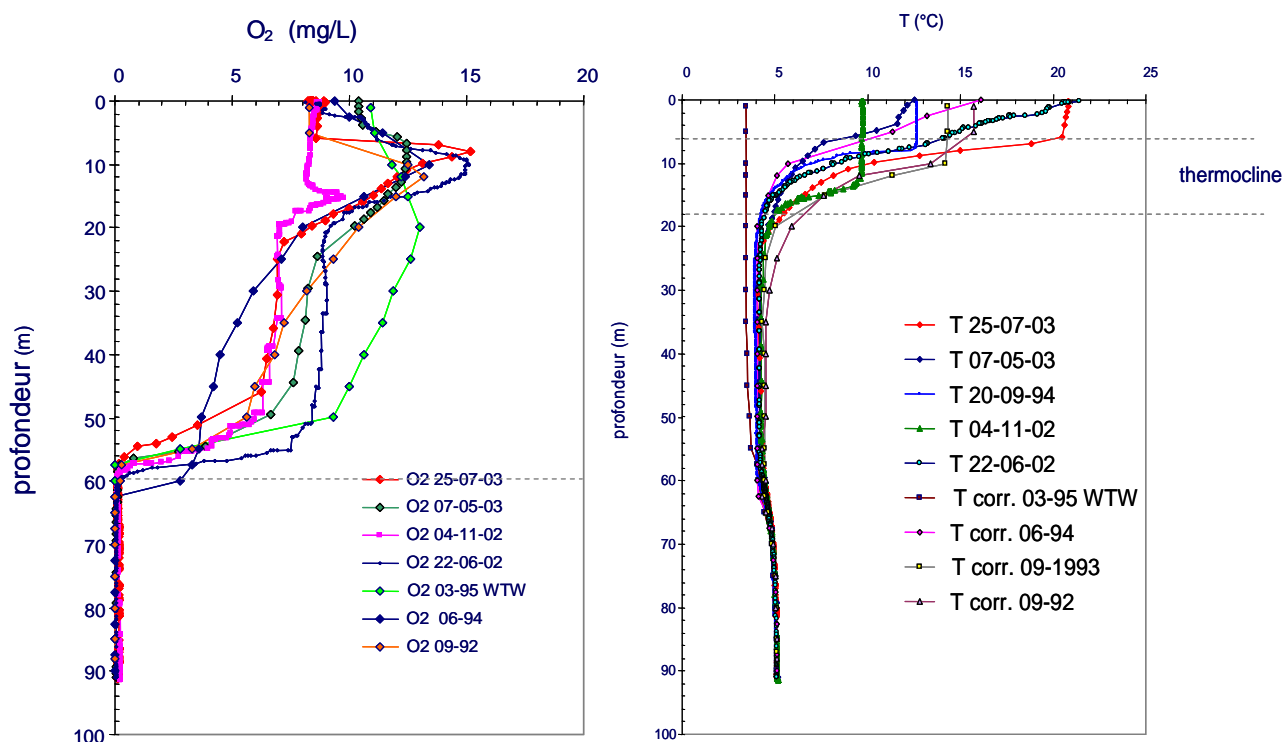 O₂ (mg/L)
0 5 10 15 20
0
10
20
30
40
50
60
70
80
90
100
profondeur (m)
O2 25-07-03
O2 07-05-03
O2 04-11-02
O2 22-06-02
O2 03-95 WTW
O2 06-94
O2 09-92
T (°C)
0 5 10 15 20 25
0
10
20
30
40
50
60
70
80
90
100
profondeur (m)
thermocline
T 25-07-03
T 07-05-03
T 20-09-94
T 04-11-02
T 22-06-02
T corr. 03-95 WTW
T corr. 06-94
T corr. 09-1993
T corr. 09-92